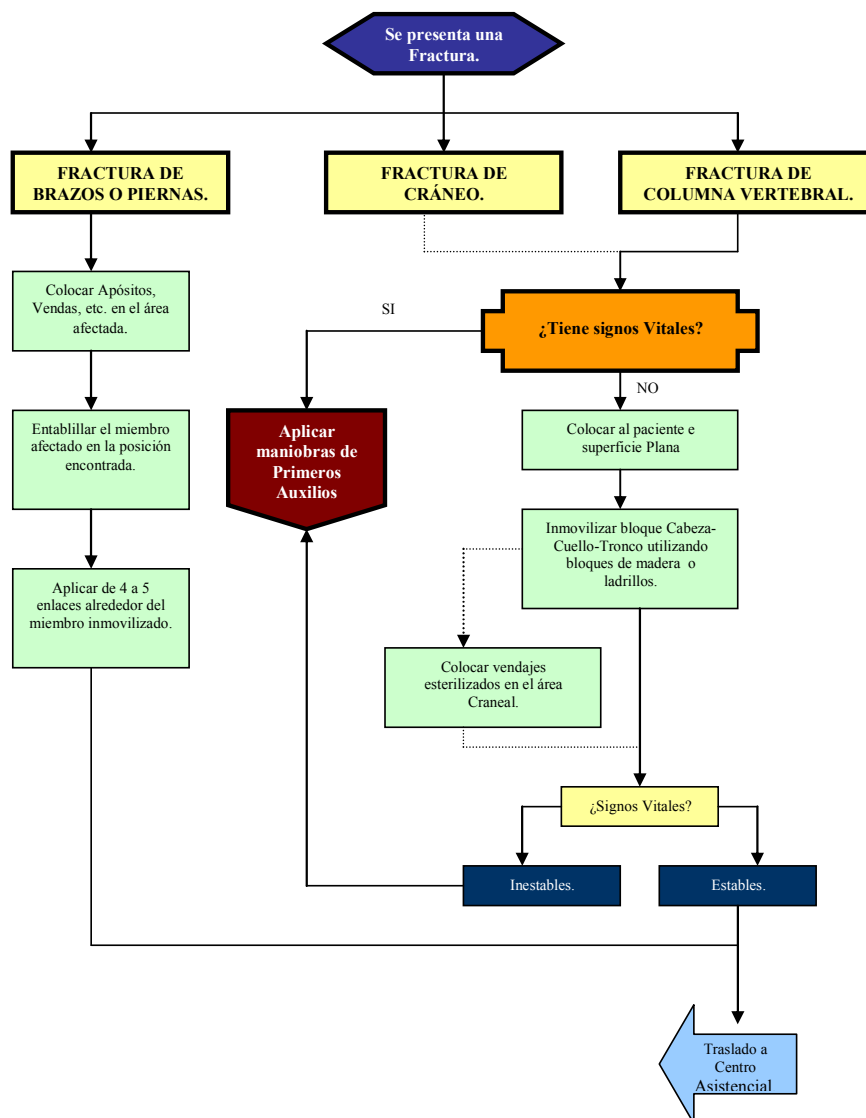 Se presenta una
Fractura.
FRACTURA DE
BRAZOS O PIERNAS.
FRACTURA DE
CRÁNEO.
FRACTURA DE
COLUMNA VERTEBRAL.
Colocar Apósitos,
Vendas, etc. en el área
afectada.
SI
¿Tiene signos Vitales?
NO
Entablillar el miembro
afectado en la posición
encontrada.
Aplicar
maniobras de
Primeros
Auxilios
Colocar al paciente e
superficie Plana
Inmovilizar bloque Cabeza-
Cuello-Tronco utilizando
bloques de madera o
ladrillos.
Aplicar de 4 a 5
enlaces alrededor del
miembro inmovilizado.
Colocar vendajes
esterilizados en el área
Craneal.
¿Signos Vitales?
Inestables.
Estables.
Traslado a
Centro
Asistencial